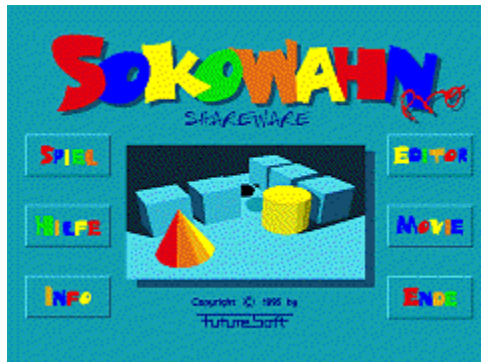 SOKOWAHN
pro
SHAREWARE
SPIEL
EDITOR
HILFE
MOVIE
INFO
ENDE
Copyright © 1995 by
futureSoft